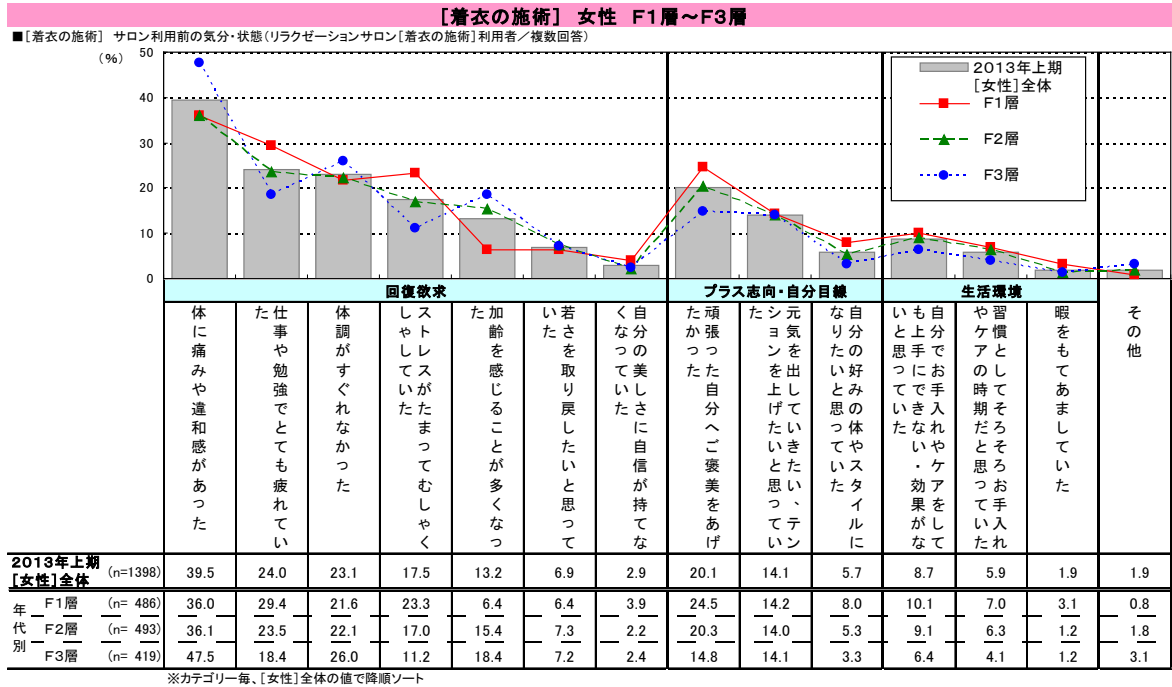 [着衣の施術] 女性 F1層～F3層
■[着衣の施術] サロン利用前の気分・状態(リラクゼーションサロン[着衣の施術]利用者／複数回答)
(%)
50
40
30
20
10
0
2013年上期
[女性]全体
F1層
F2層
F3層
回復欲求
プラス志向・自分目線
生活環境
体に痛みや違和感があった
仕事や勉強でとても疲れてい
た
体調がすぐれなかった
ストレスがたまってむしゃく
しゃしていた
加齢を感じることが多くなっ
た
若さを取り戻したいと思って
いた
自分の美しさに自信が持てな
くなっていた
頑張った自分へご褒美をあげ
たかった
元気を出していきたい、テン
ションを上げたいと思ってい
た
自分の好みの体やスタイルに
なりたいと思っていた
自分でお手入れやケアをして
も上手にできない・効果がな
いと思っていた
習慣としてそろそろお手入れ
やケアの時期だと思っていた
暇をもてあましていた
その他
2013年上期
[女性]全体 (n=1398) 39.5 24.0 23.1 17.5 13.2 6.9 2.9 20.1 14.1 5.7 8.7 5.9 1.9 1.9
年代別
F1層 (n= 486) 36.0 29.4 21.6 23.3 6.4 6.4 3.9 24.5 14.2 8.0 10.1 7.0 3.1 0.8
F2層 (n= 493) 36.1 23.5 22.1 17.0 15.4 7.3 2.2 20.3 14.0 5.3 9.1 6.3 1.2 1.8
F3層 (n= 419) 47.5 18.4 26.0 11.2 18.4 7.2 2.4 14.8 14.1 3.3 6.4 4.1 1.2 3.1
※カテゴリー毎、[女性]全体の値で降順ソート